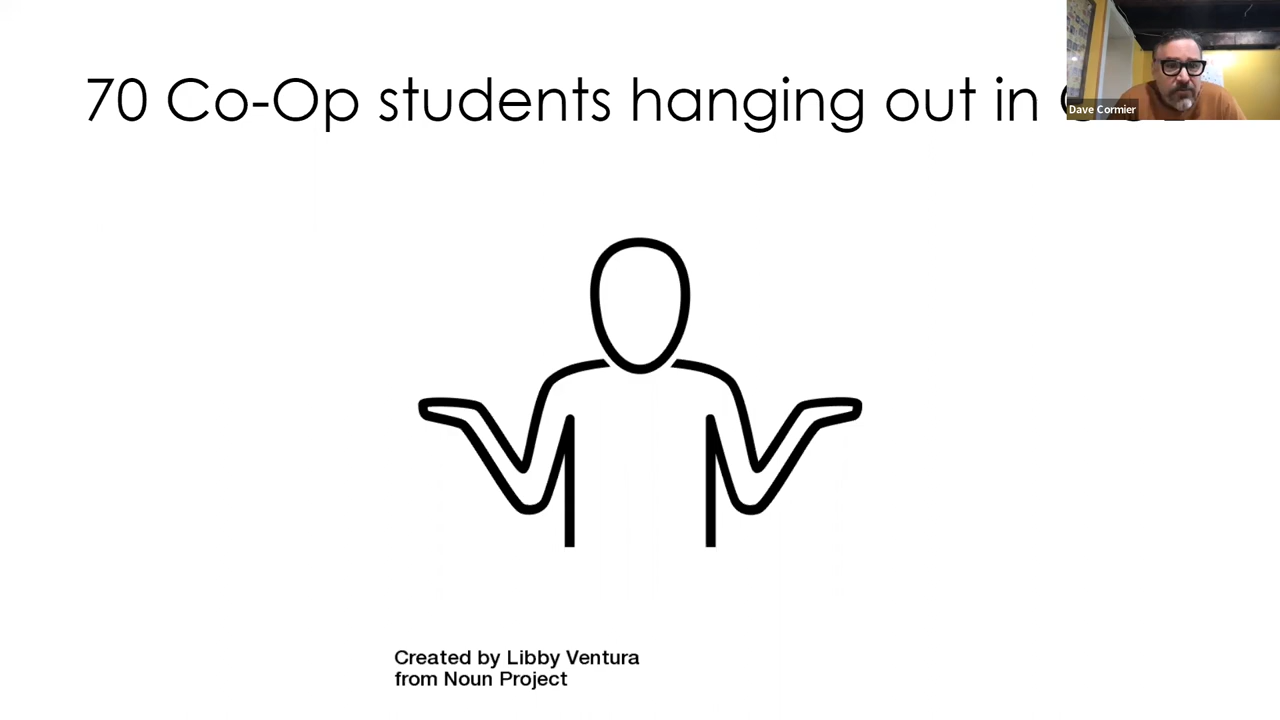 70 Co-Op students hanging out in
Dave Cormier
Created by Libby Ventura
from Noun Project